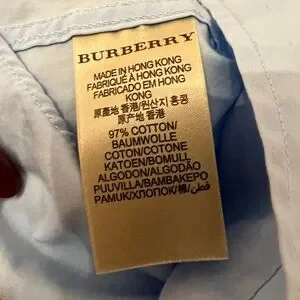 BURBERRY
MADE IN HONG KONG
FABRIQUÉ À HONG KONG
FABRICADO EM HONG
KONG
原產地 香港/원산지 홍콩
原产地 香港
97% COTTON/
BAUMWOLLE
COTON/COTONE
KATOEN/BOMULL
ALGODON/ALGODÃO
PUUVILLA/ΒΑΜΒΑΚΕΡΟ
PAMUK/ХЛОПОК/棉/قطن